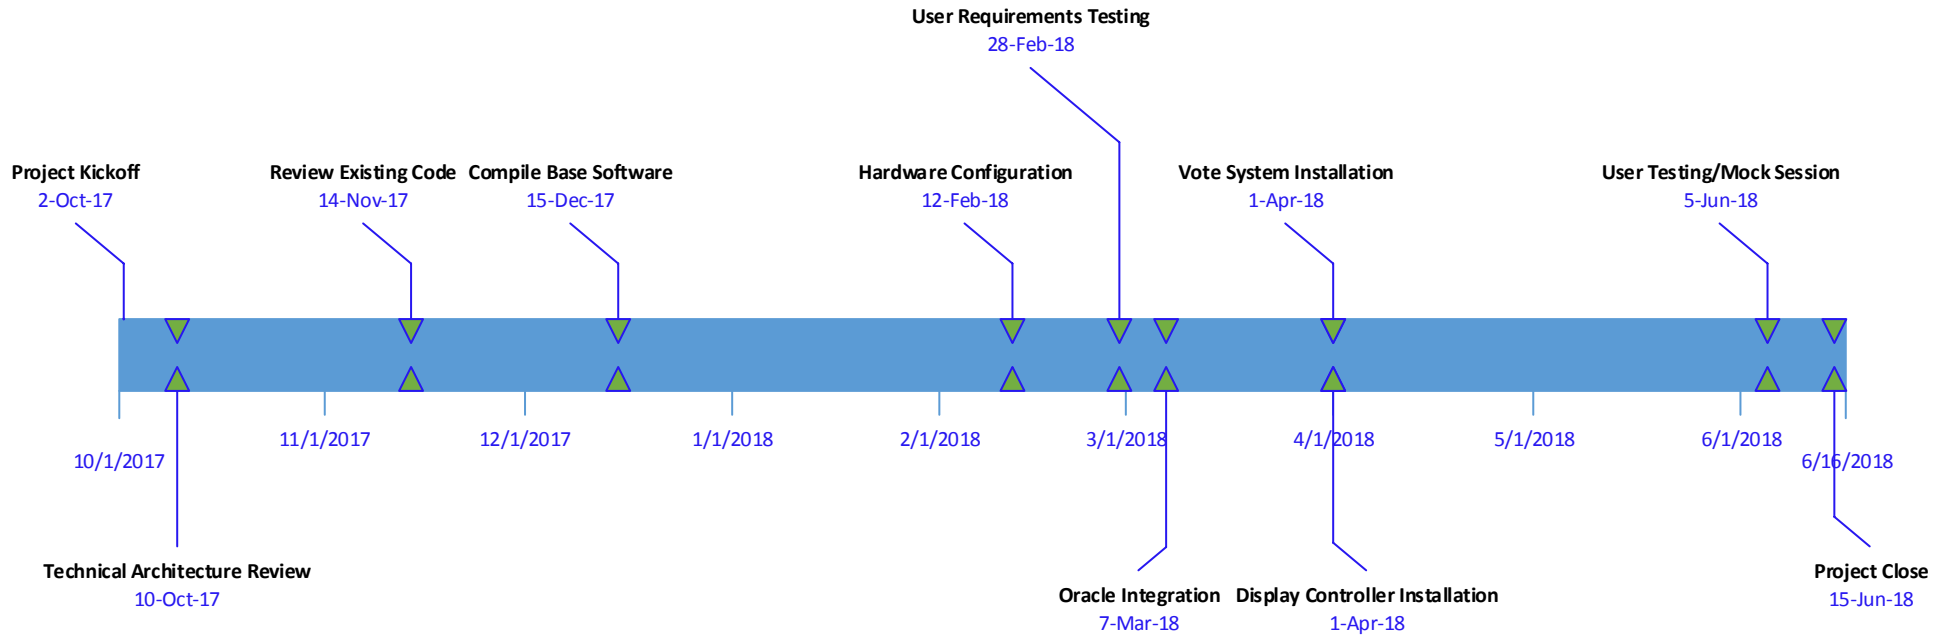 User Requirements Testing
28-Feb-18
Project Kickoff
2-Oct-17
Review Existing Code
14-Nov-17
Compile Base Software
15-Dec-17
Hardware Configuration
12-Feb-18
Vote System Installation
1-Apr-18
User Testing/Mock Session
5-Jun-18
10/1/2017
11/1/2017
12/1/2017
1/1/2018
2/1/2018
3/1/2018
4/1/2018
5/1/2018
6/1/2018
6/16/2018
Technical Architecture Review
10-Oct-17
Oracle Integration
7-Mar-18
Display Controller Installation
1-Apr-18
Project Close
15-Jun-18